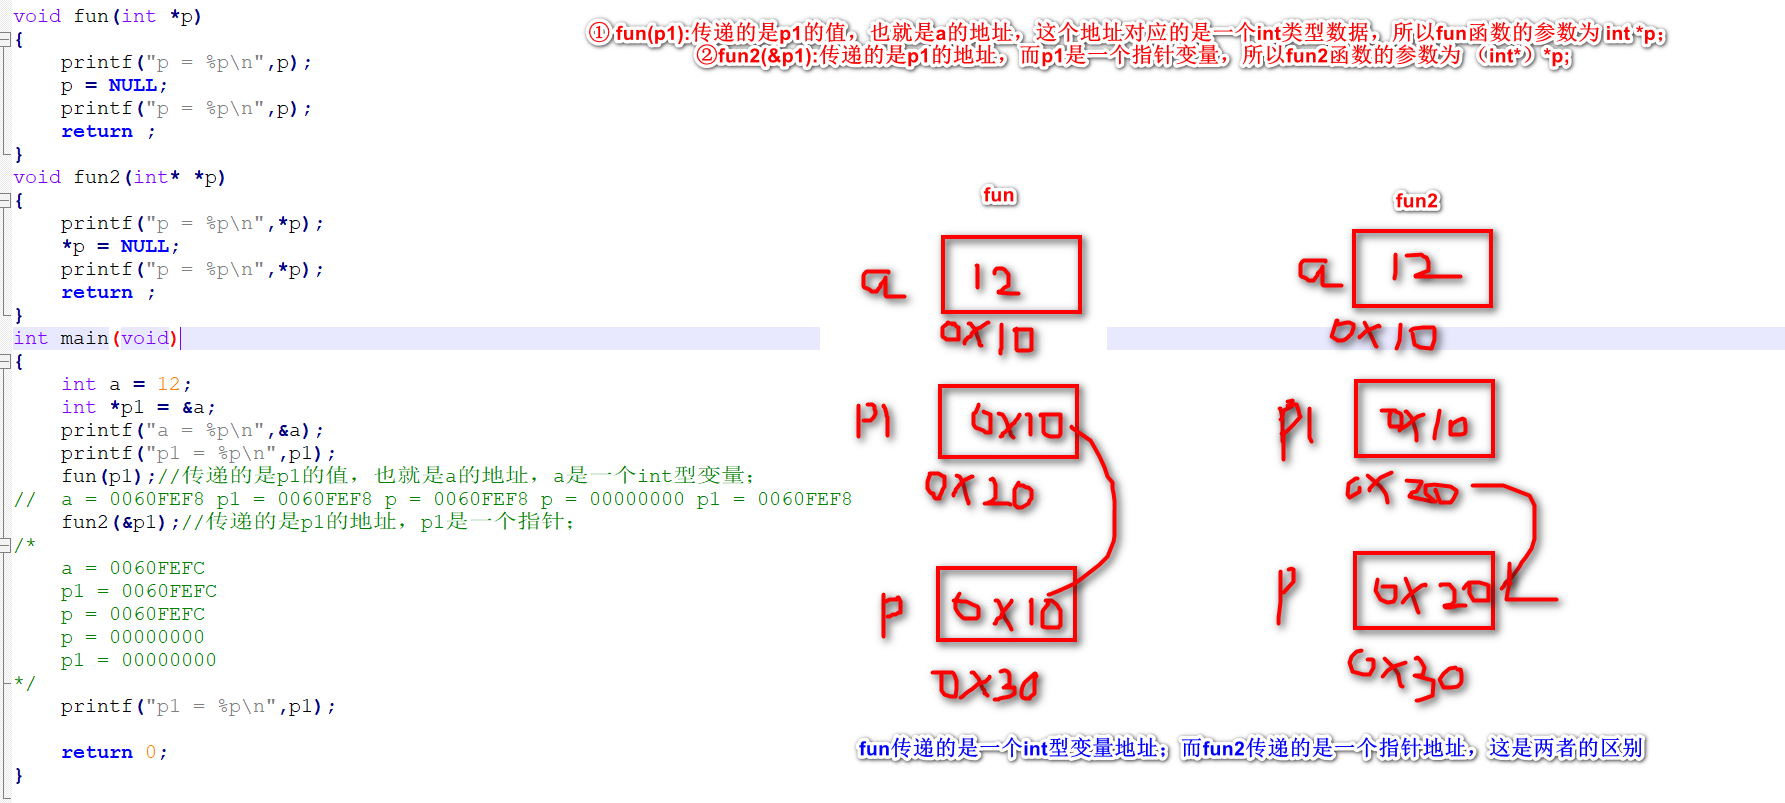 void fun(int *p)
{
    printf("p = %p\n",p);
    p = NULL;
    printf("p = %p\n",p);
    return ;
}
void fun2(int* *p)
{
    printf("p = %p\n",*p);
    *p = NULL;
    printf("p = %p\n",*p);
    return ;
}
int main(void)
{
    int a = 12;
    int *p1 = &a;
    printf("a = %p\n",&a);
    printf("p1 = %p\n",p1);
    fun(p1);//传递的是p1的值，也就是a的地址，a是一个int型变量；
//  a = 0060FEF8 p1 = 0060FEF8 p = 0060FEF8 p = 00000000 p1 = 0060FEF8
    fun2(&p1);//传递的是p1的地址，p1是一个指针；
/*
    a = 0060FEFC
    p1 = 0060FEFC
    p = 0060FEFC
    p = 00000000
    p1 = 00000000
*/
    printf("p1 = %p\n",p1);
    return 0;
}
① fun(p1):传递的是p1的值，也就是a的地址，这个地址对应的是一个int类型数据，所以fun函数的参数为 int *p;
②fun2(&p1):传递的是p1的地址，而p1是一个指针变量，所以fun2函数的参数为 （int*）*p;
fun
a 12
0x10
p1 0x10
0x20
p 0x10
0x30
fun2
a 12
0x10
p1 0x10
0x20
p 0x20
0x30
fun传递的是一个int型变量地址；而fun2传递的是一个指针地址，这是两者的区别